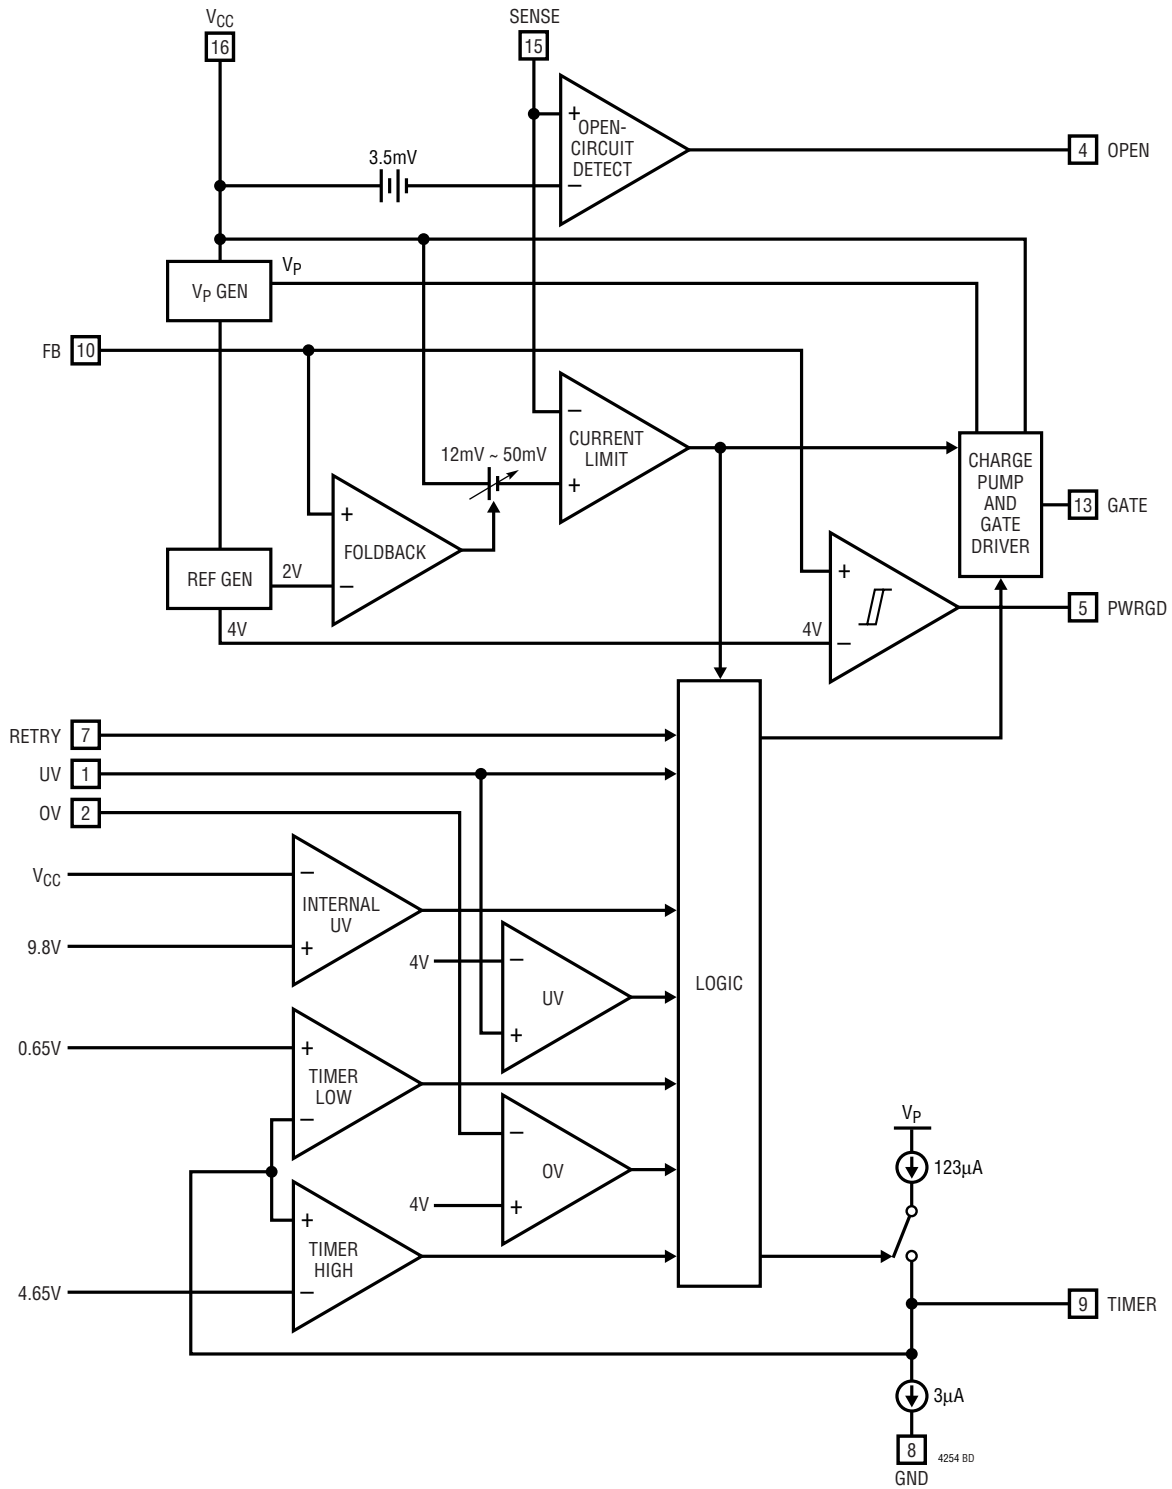 VCC
16
SENSE
15
+
OPEN-
CIRCUIT
DETECT
−
3.5mV
4 OPEN
VP GEN
VP
FB 10
−
CURRENT
LIMIT
+
12mV ~ 50mV
CHARGE
PUMP
AND
GATE
DRIVER
13 GATE
+
FOLDBACK
−
REF GEN
2V
4V
+
4V
−
5 PWRGD
RETRY 7
UV 1
OV 2
VCC
−
INTERNAL
UV
9.8V
+
4V
−
UV
+
LOGIC
0.65V
+
TIMER
LOW
−
−
OV
4V
+
+
TIMER
HIGH
4.65V
−
VP
123µA
9 TIMER
3µA
8
GND
4254 BD